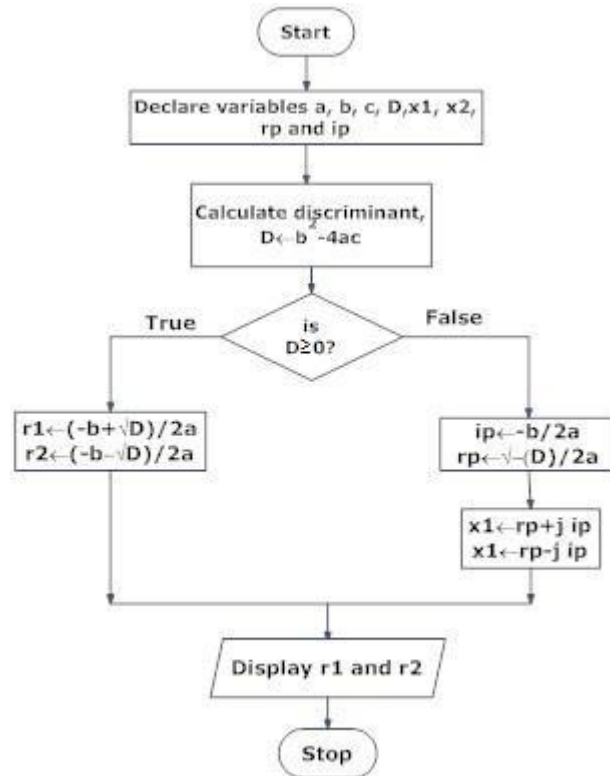 Start
Declare variables a, b, c, D,x1, x2,
rp and ip
Calculate discriminant,
D←b²-4ac
is
D≥0?
True
False
r1←(-b+√D)/2a
r2←(-b-√D)/2a
ip←-b/2a
rp←√-(D)/2a
x1←rp+j ip
x1←rp-j ip
Display r1 and r2
Stop